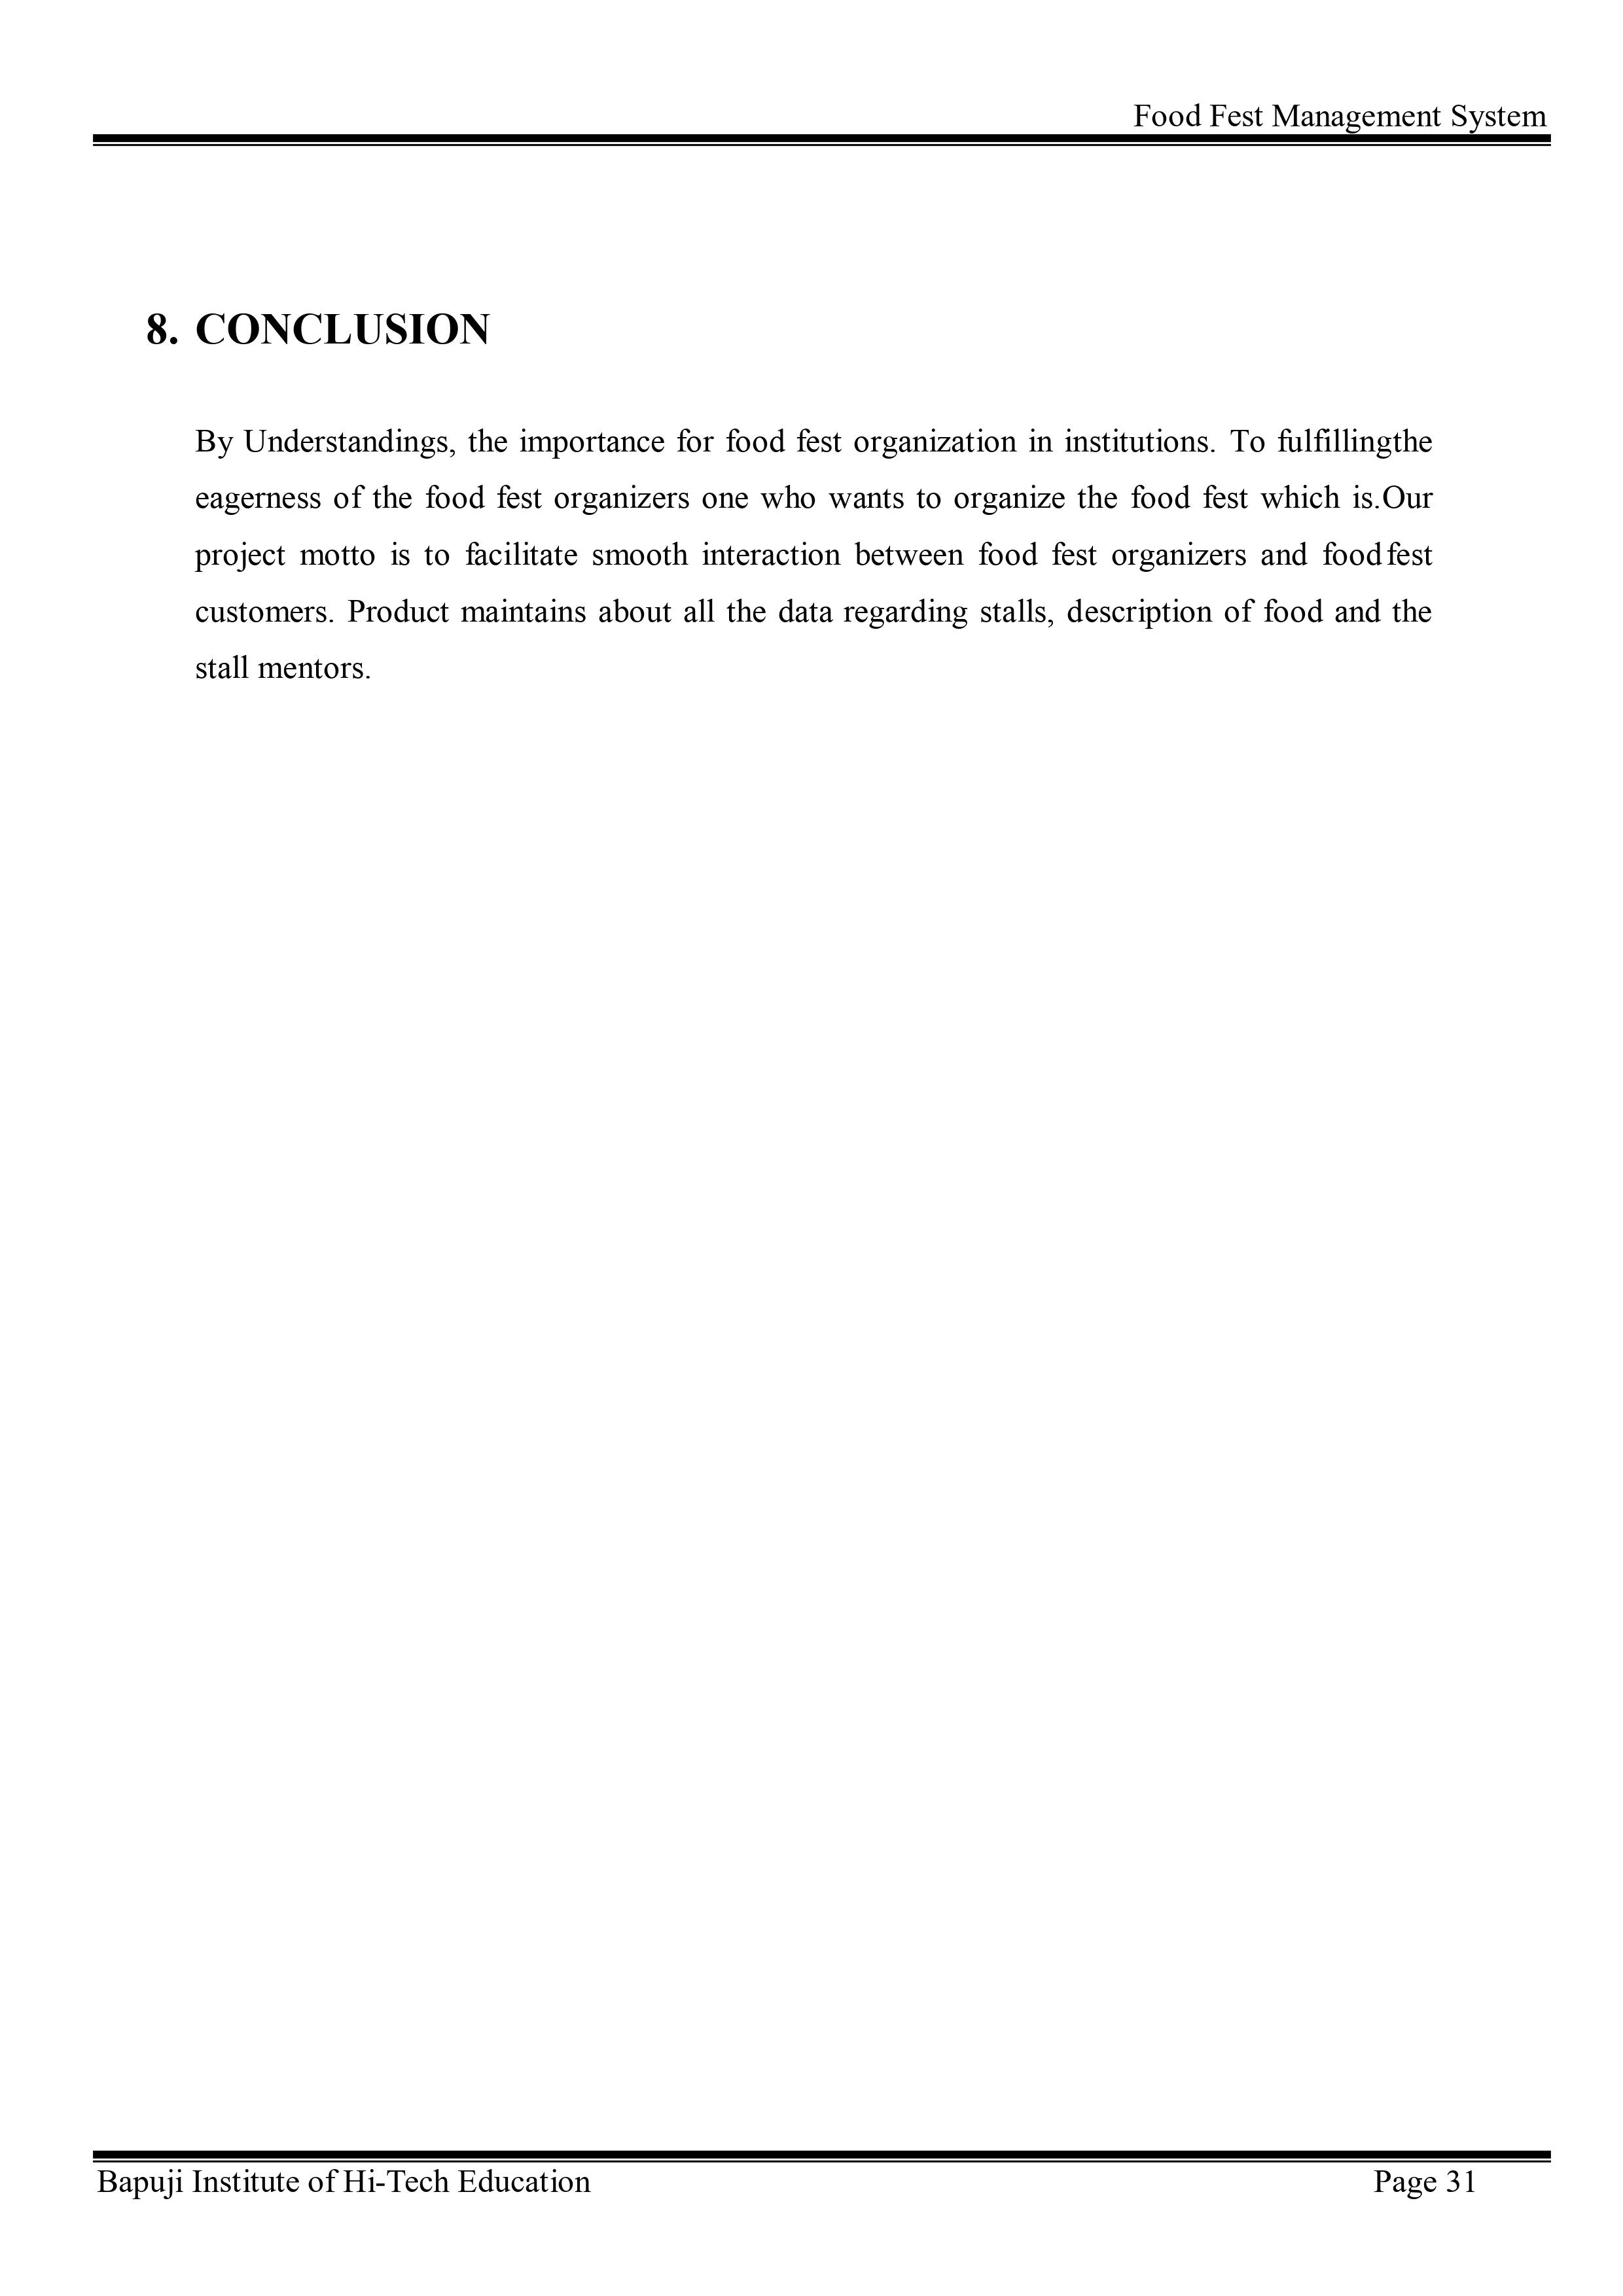 Food Fest Management System
8. CONCLUSION
By Understandings, the importance for food fest organization in institutions. To fulfillingthe
eagerness of the food fest organizers one who wants to organize the food fest which is.Our
project motto is to facilitate smooth interaction between food fest organizers and foodfest
customers. Product maintains about all the data regarding stalls, description of food and the
stall mentors.
Bapuji Institute of Hi-Tech Education Page 31